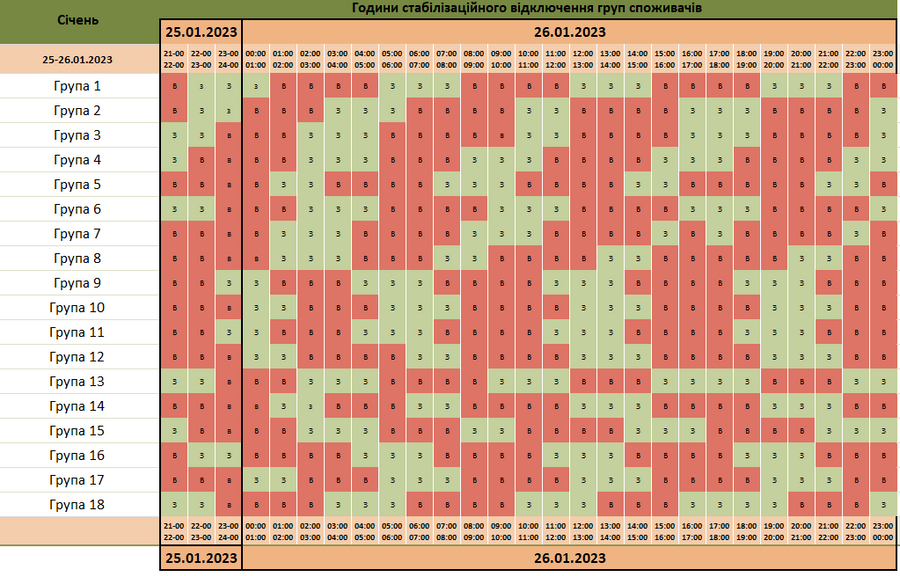 Січень
Години стабілізаційного відключення груп споживачів
25.01.2023 26.01.2023
25-26.01.2023
21-00 22-00 23-00 00:00 01:00 02:00 03:00 04:00 05:00 06:00 07:00 08:00 09:00 10:00 11:00 12:00 13:00 14:00 15:00 16:00 17:00 18:00 19:00 20:00 21:00 22:00 23:00
22-00 23-00 24-00 01:00 02:00 03:00 04:00 05:00 06:00 07:00 08:00 09:00 10:00 11:00 12:00 13:00 14:00 15:00 16:00 17:00 18:00 19:00 20:00 21:00 22:00 23:00 00:00
Група 1 в з з з в в в в з з з в в в в з з з в в в в з з з в в
Група 2 в з з в в в з з з в в в в з з в в в в з з з в в в в з
Група 3 з з в в в з з з в в в в в з з в в в в з з з в в в в з
Група 4 з в в в в з з з в в в з з з в в в в з з з в в в в з з
Група 5 в в в в з з в в в в з з з в в в в з з в в в в в з з в
Група 6 з з в в в з з з в в в в з з з в в в в з з з в в в в з
Група 7 в в в в з з з в в в в з з з в в в в з в з в в в в з в
Група 8 в в в в з з з в в в з з в в в в з з в в в в в з з в в
Група 9 в в з з в в в з з з в в в в з з з в в в в з з з в в в
Група 10 в в в з з в в в з з з в в в в з з з в в в в з з з в в
Група 11 в в з з в в в з з з в в в в з з з в в в в з з з в в в
Група 12 в в в з з в в в в з з в в в в з з з в в в в з з з в в
Група 13 з з в в в з з з в в в в з з з в в в з з з з в в в з з
Група 14 в в в в з з в в в з з в в в в з з з в в в в з з з в в
Група 15 з в в в в з з з в в в з з в в в в з з з в в в в з з з
Група 16 в з з в в в в з з з в в в в з з з в в в в з з з в в в
Група 17 в в в з з в в в з з з в в в в з з з в в в в з з з в в
Група 18 з з в в в в з з з в в в в з з з в в в з з з з в в в з
21-00 22-00 23-00 00:00 01:00 02:00 03:00 04:00 05:00 06:00 07:00 08:00 09:00 10:00 11:00 12:00 13:00 14:00 15:00 16:00 17:00 18:00 19:00 20:00 21:00 22:00 23:00
22-00 23-00 24-00 01:00 02:00 03:00 04:00 05:00 06:00 07:00 08:00 09:00 10:00 11:00 12:00 13:00 14:00 15:00 16:00 17:00 18:00 19:00 20:00 21:00 22:00 23:00 00:00
25.01.2023 26.01.2023